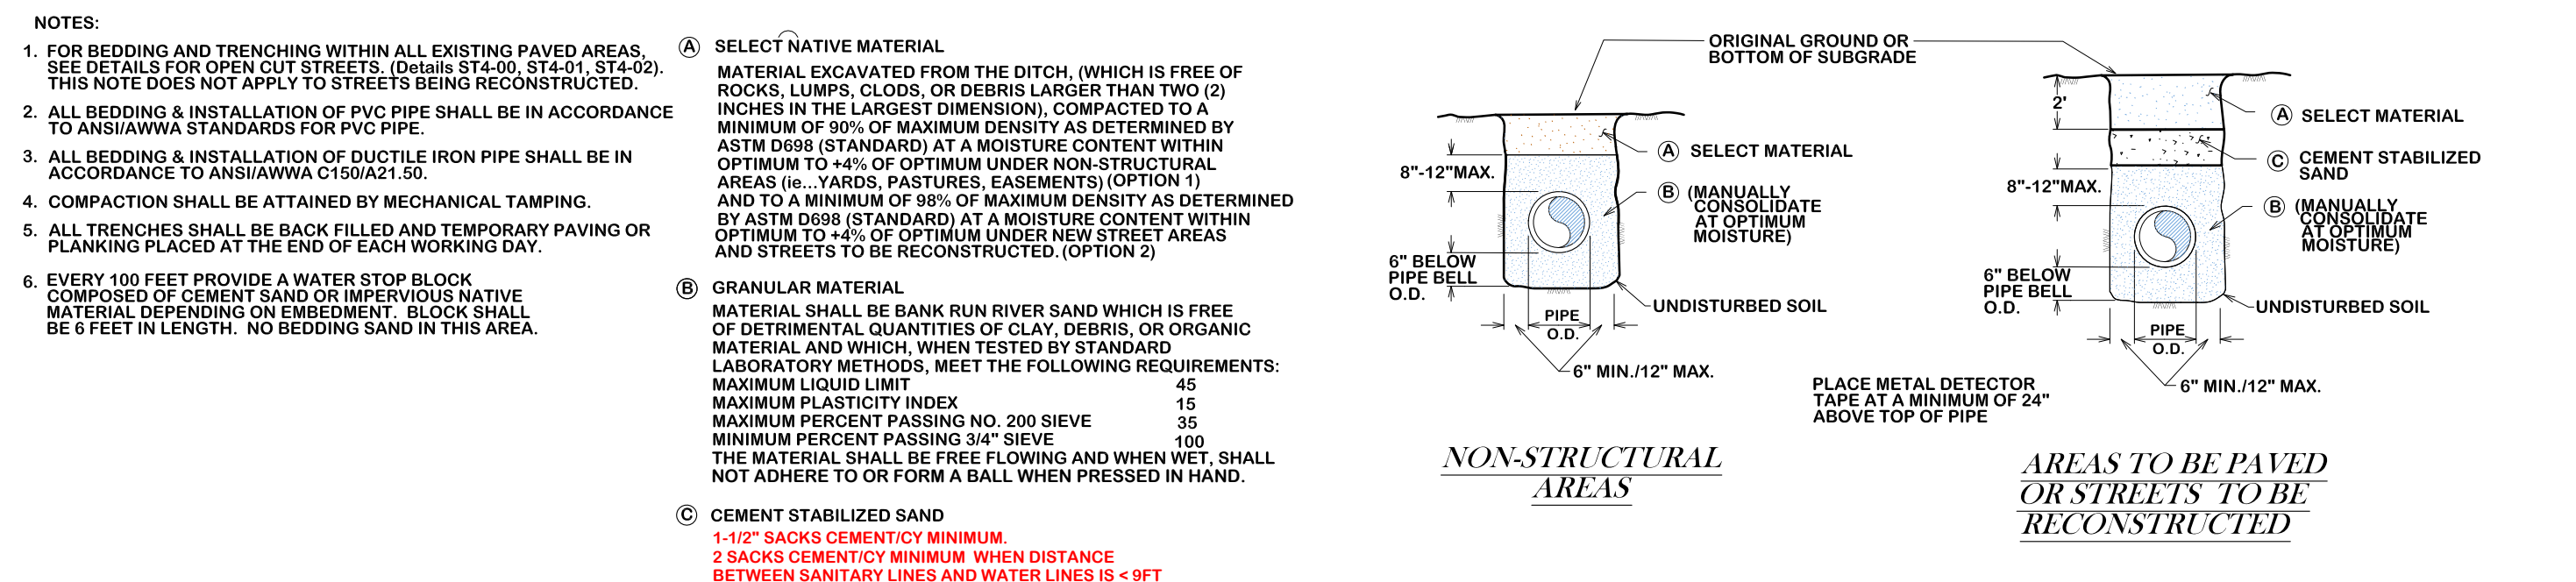 NOTES:
1. FOR BEDDING AND TRENCHING WITHIN ALL EXISTING PAVED AREAS,
SEE DETAILS FOR OPEN CUT STREETS. (Details ST4-00, ST4-01, ST4-02).
THIS NOTE DOES NOT APPLY TO STREETS BEING RECONSTRUCTED.
2. ALL BEDDING & INSTALLATION OF PVC PIPE SHALL BE IN ACCORDANCE
TO ANSI/AWWA STANDARDS FOR PVC PIPE.
3. ALL BEDDING & INSTALLATION OF DUCTILE IRON PIPE SHALL BE IN
ACCORDANCE TO ANSI/AWWA C150/A21.50.
4. COMPACTION SHALL BE ATTAINED BY MECHANICAL TAMPING.
5. ALL TRENCHES SHALL BE BACK FILLED AND TEMPORARY PAVING OR
PLANKING PLACED AT THE END OF EACH WORKING DAY.
6. EVERY 100 FEET PROVIDE A WATER STOP BLOCK
COMPOSED OF CEMENT SAND OR IMPERVIOUS NATIVE
MATERIAL DEPENDING ON EMBEDMENT. BLOCK SHALL
BE 6 FEET IN LENGTH. NO BEDDING SAND IN THIS AREA.
A SELECT NATIVE MATERIAL
MATERIAL EXCAVATED FROM THE DITCH, (WHICH IS FREE OF
ROCKS, LUMPS, CLODS, OR DEBRIS LARGER THAN TWO (2)
INCHES IN THE LARGEST DIMENSION), COMPACTED TO A
MINIMUM OF 90% OF MAXIMUM DENSITY AS DETERMINED BY
ASTM D698 (STANDARD) AT A MOISTURE CONTENT WITHIN
OPTIMUM TO +4% OF OPTIMUM UNDER NON-STRUCTURAL
AREAS (ie...YARDS, PASTURES, EASEMENTS) (OPTION 1)
AND TO A MINIMUM OF 98% OF MAXIMUM DENSITY AS DETERMINED
BY ASTM D698 (STANDARD) AT A MOISTURE CONTENT WITHIN
OPTIMUM TO +4% OF OPTIMUM UNDER NEW STREET AREAS
AND STREETS TO BE RECONSTRUCTED. (OPTION 2)
B GRANULAR MATERIAL
MATERIAL SHALL BE BANK RUN RIVER SAND WHICH IS FREE
OF DETRIMENTAL QUANTITIES OF CLAY, DEBRIS, OR ORGANIC
MATERIAL AND WHICH, WHEN TESTED BY STANDARD
LABORATORY METHODS, MEET THE FOLLOWING REQUIREMENTS:
MAXIMUM LIQUID LIMIT 45
MAXIMUM PLASTICITY INDEX 15
MAXIMUM PERCENT PASSING NO. 200 SIEVE 35
MINIMUM PERCENT PASSING 3/4" SIEVE 100
THE MATERIAL SHALL BE FREE FLOWING AND WHEN WET, SHALL
NOT ADHERE TO OR FORM A BALL WHEN PRESSED IN HAND.
C CEMENT STABILIZED SAND
1-1/2" SACKS CEMENT/CY MINIMUM.
2 SACKS CEMENT/CY MINIMUM WHEN DISTANCE
BETWEEN SANITARY LINES AND WATER LINES IS < 9FT
ORIGINAL GROUND OR
BOTTOM OF SUBGRADE
A SELECT MATERIAL
8"-12"MAX.
B (MANUALLY
CONSOLIDATE
AT OPTIMUM
MOISTURE)
6" BELOW
PIPE BELL
O.D.
UNDISTURBED SOIL
PIPE
O.D.
6" MIN./12" MAX.
NON-STRUCTURAL
AREAS
2'
A SELECT MATERIAL
C CEMENT STABILIZED
SAND
8"-12"MAX.
B (MANUALLY
CONSOLIDATE
AT OPTIMUM
MOISTURE)
6" BELOW
PIPE BELL
O.D.
UNDISTURBED SOIL
PIPE
O.D.
6" MIN./12" MAX.
PLACE METAL DETECTOR
TAPE AT A MINIMUM OF 24"
ABOVE TOP OF PIPE
AREAS TO BE PAVED
OR STREETS TO BE
RECONSTRUCTED